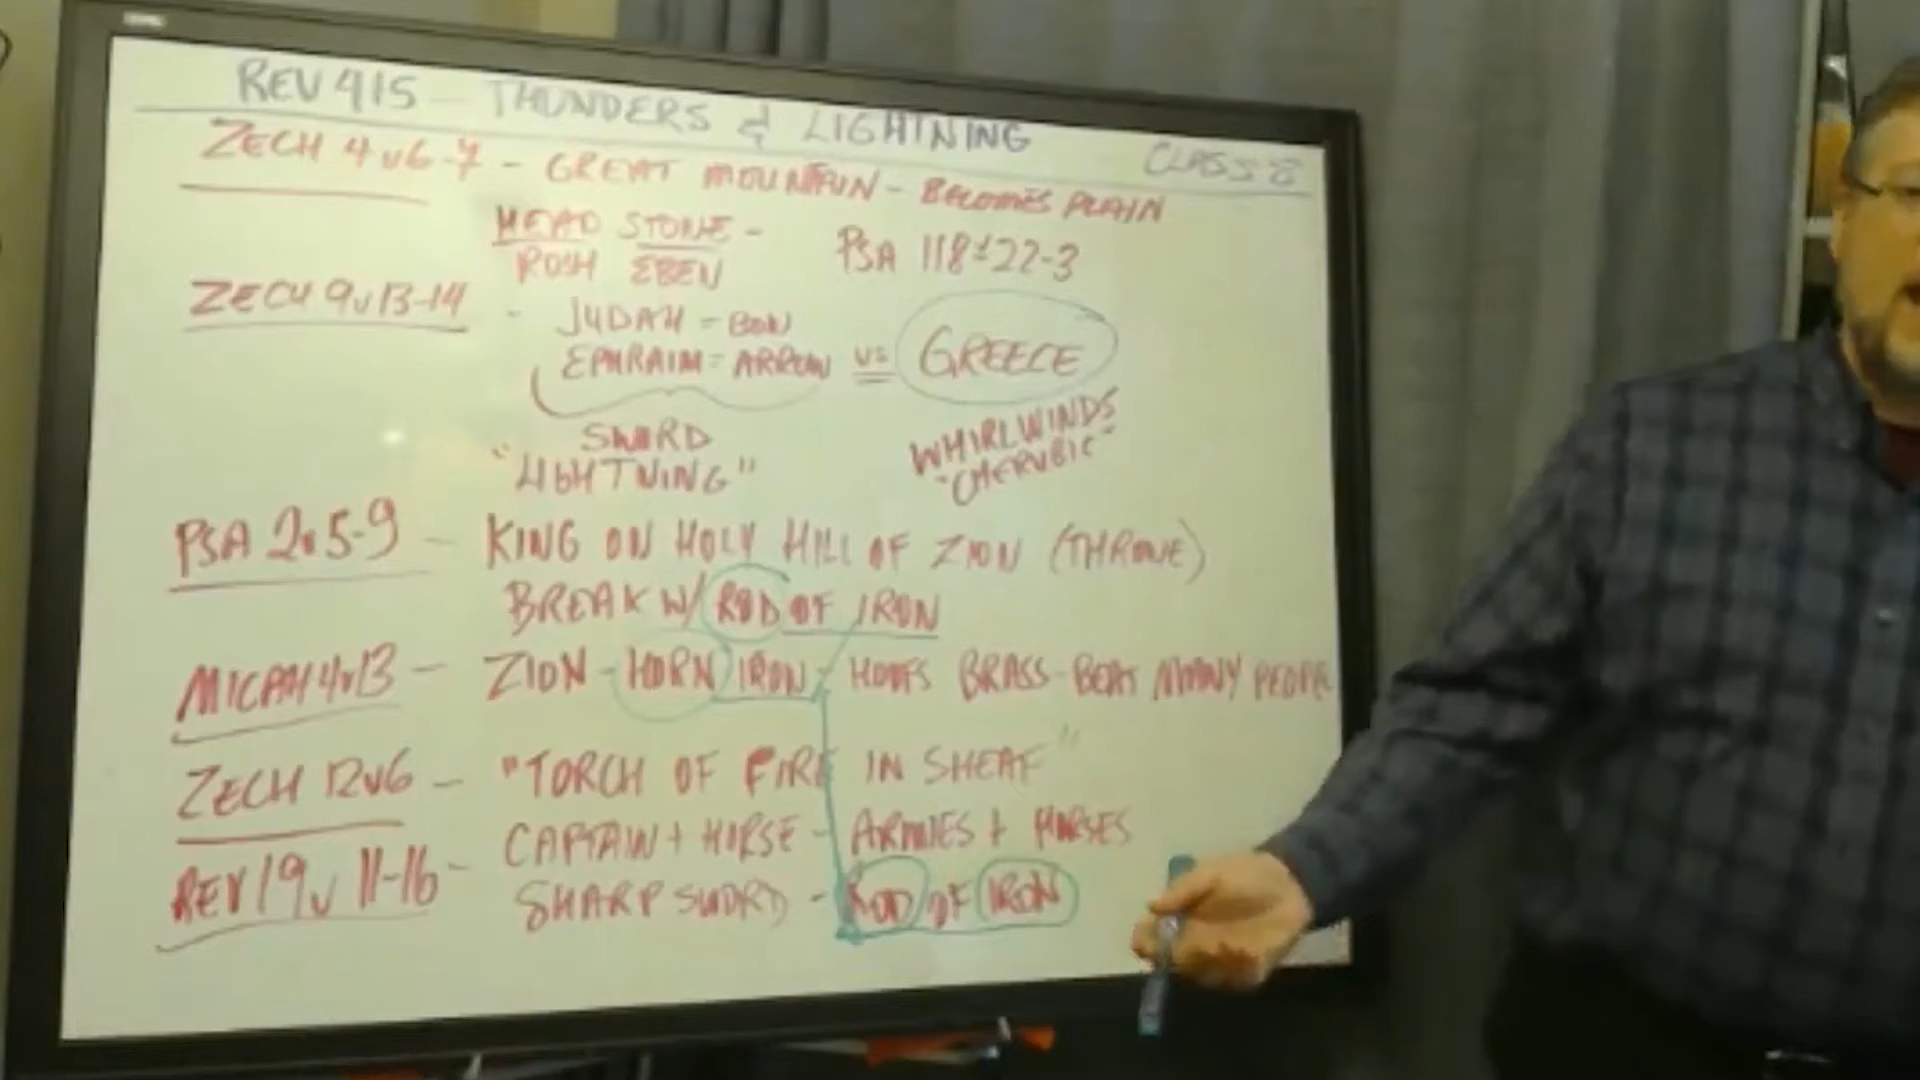 REV 4/5 - THUNDERS & LIGHTNING
CLASS 8
ZECH 4v6-7 - GREAT MOUNTAIN - BECOMES PLAIN
HEAD STONE - PSA 118:22-3
ROSH EBEN
ZECH 9v13-14 - JUDAH = BOW
EPHRAIM = ARROW vs GREECE
SWORD
"LIGHTNING"
WHIRLWINDS
"CHERUBIC"
PSA 2v5-9 - KING ON HOLY HILL OF ZION (THRONE)
BREAK W/ ROD OF IRON
MICAH 4v13 - ZION - HORN IRON - HOOFS BRASS - BEAT MANY PEOPLE
ZECH 12v6 - "TORCH OF FIRE IN SHEAF"
REV 19v11-16 - CAPTAIN + HORSE - ARMIES + HORSES
SHARP SWORD - ROD OF IRON